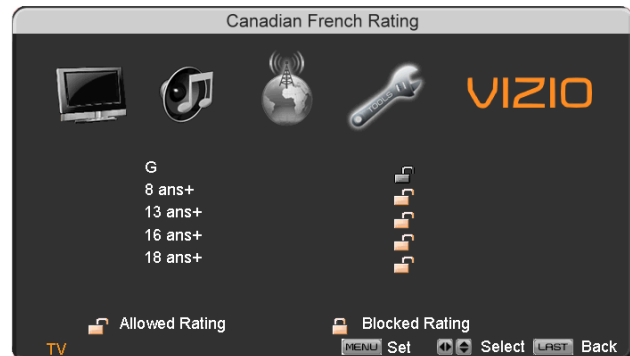 Canadian French Rating
TOOLS
VIZIO
G
8 ans+
13 ans+
16 ans+
18 ans+
Allowed Rating Blocked Rating
TV MENU Set Select LAST Back